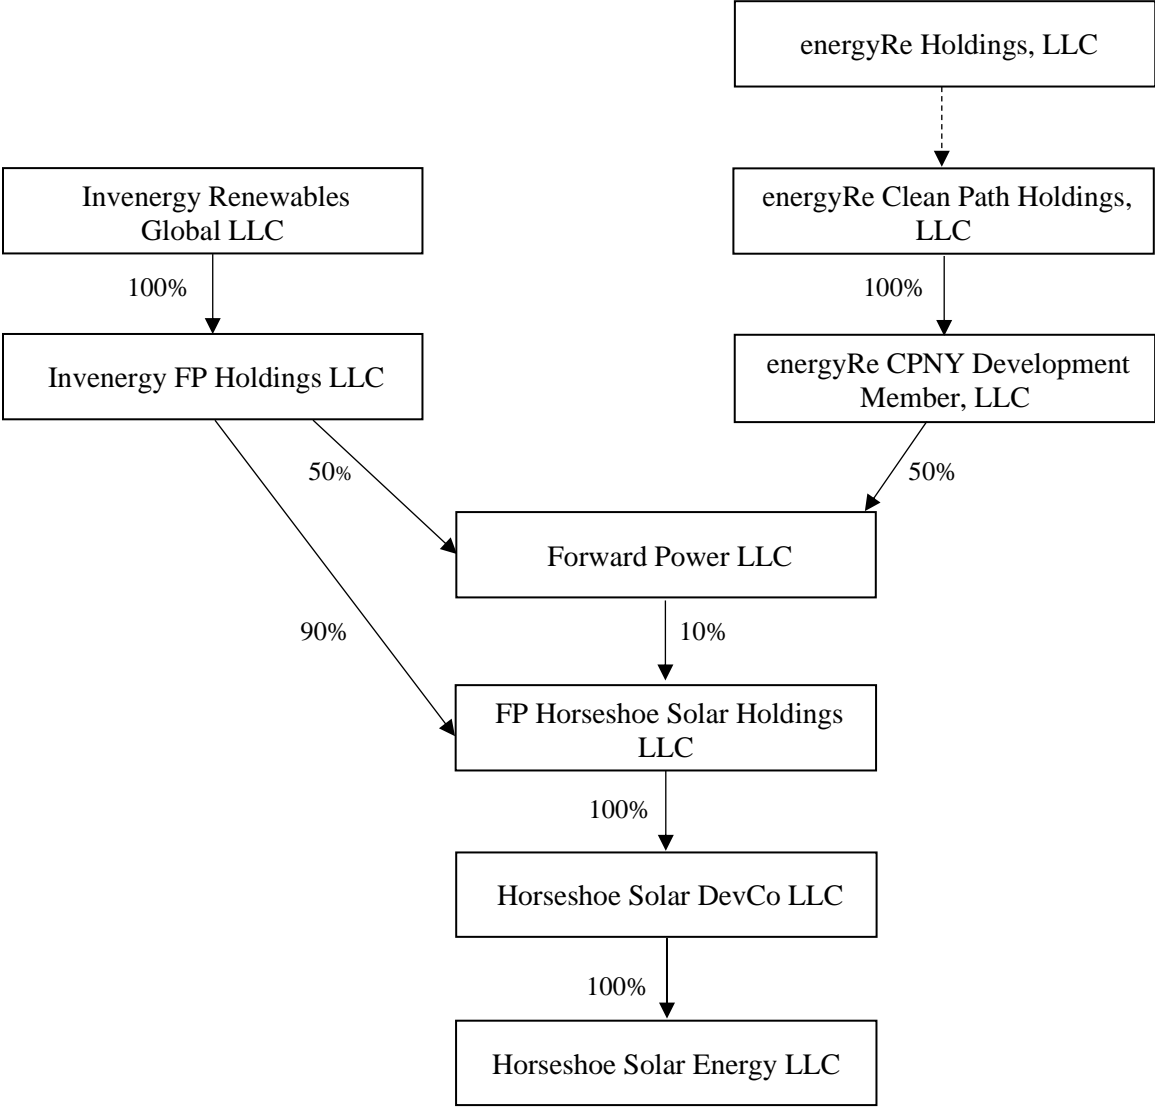 energyRe Holdings, LLC
Invenergy Renewables
Global LLC
energyRe Clean Path Holdings,
LLC
100%
100%
Invenergy FP Holdings LLC
energyRe CPNY Development
Member, LLC
50%
50%
Forward Power LLC
90%
10%
FP Horseshoe Solar Holdings
LLC
100%
Horseshoe Solar DevCo LLC
100%
Horseshoe Solar Energy LLC